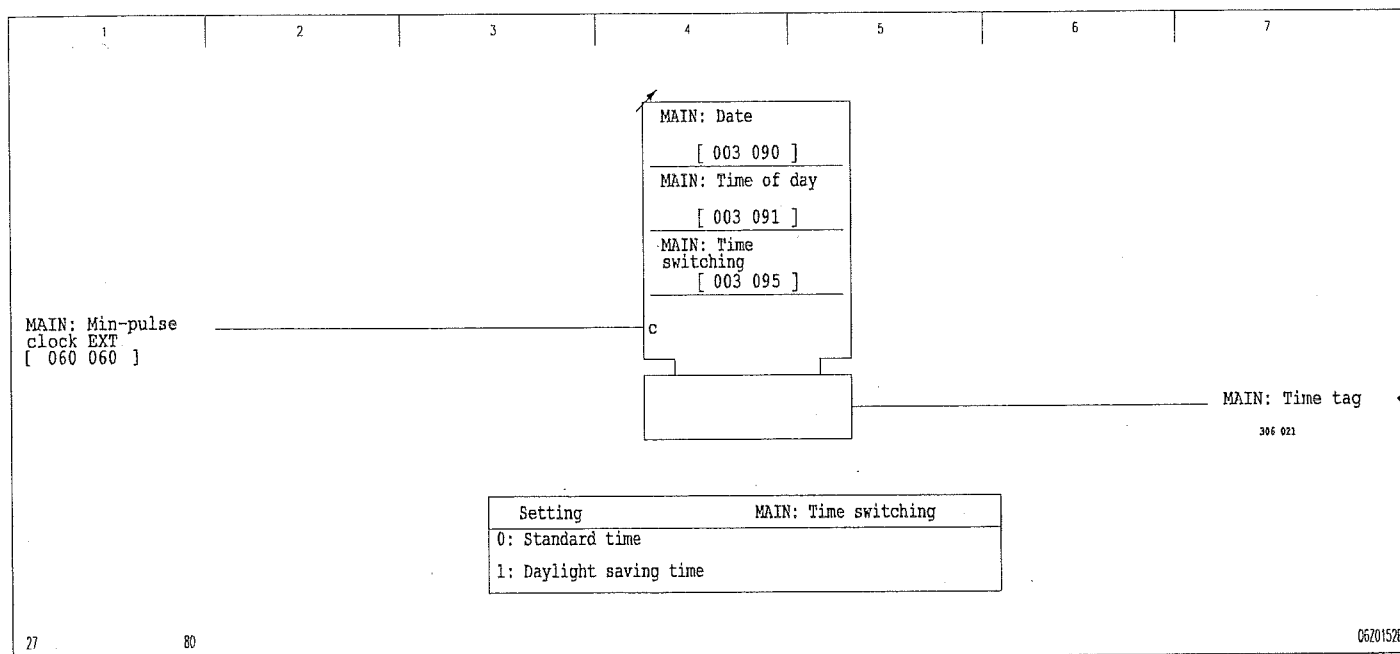 1 2 3 4 5 6 7
MAIN: Date
[ 003 090 ]
MAIN: Time of day
[ 003 091 ]
MAIN: Time
switching
[ 003 095 ]
MAIN: Min-pulse
clock EXT
[ 060 060 ]
c
MAIN: Time tag
306 021
Setting MAIN: Time switching
0: Standard time
1: Daylight saving time
27 80